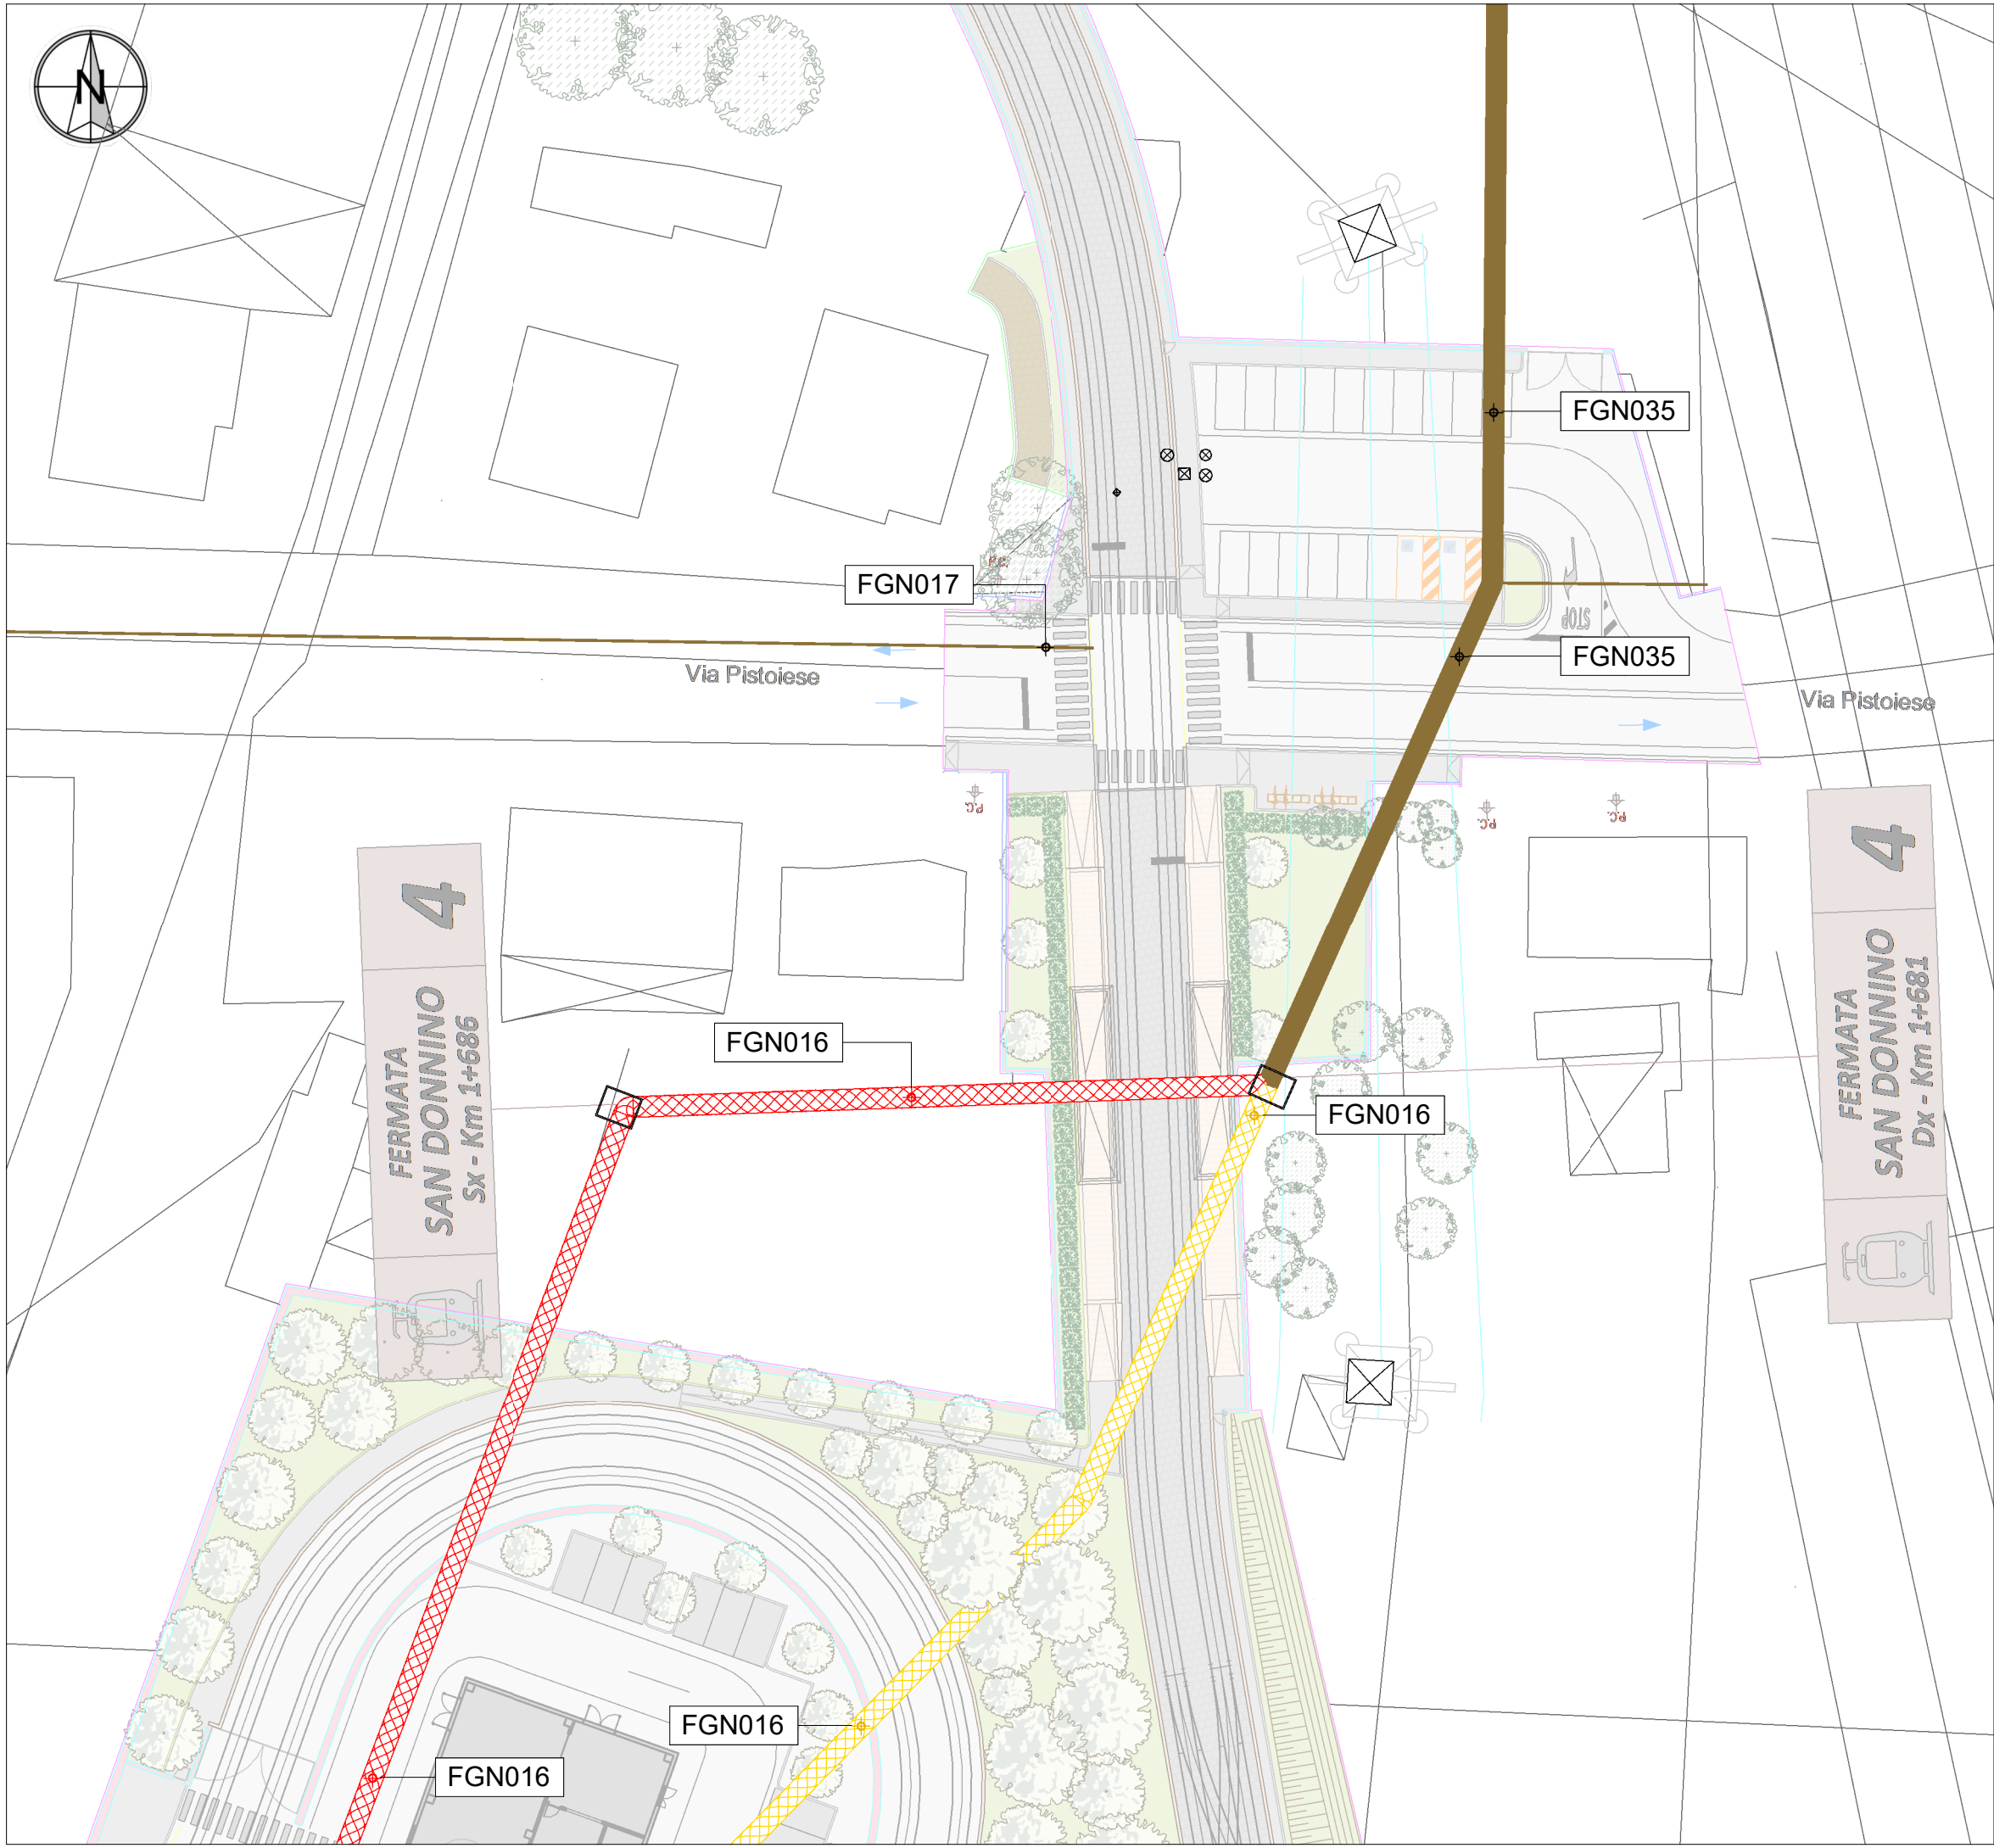 N
FGN035
FGN017
STOP
FGN035
Via Pistoiese
Via Pistoiese
P.C.
P.C.
P.C.
P.C.
4
FERMATA
SAN DONNINO
Sx - Km 1+686
4
FERMATA
SAN DONNINO
Dx - Km 1+681
FGN016
FGN016
FGN016
FGN016